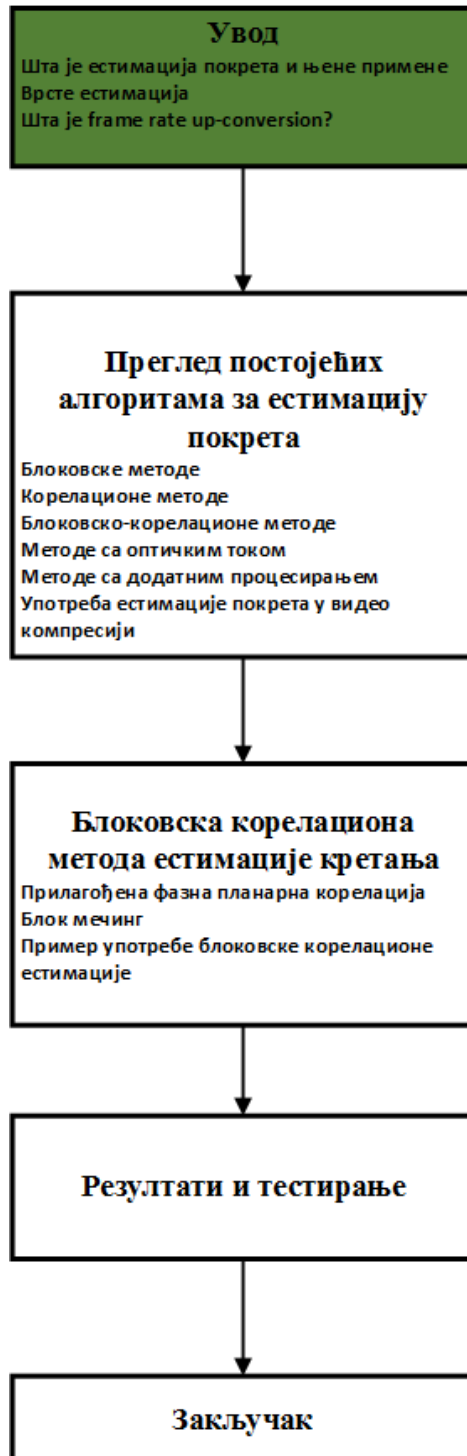 Увод
Шта је естимација покрета и њене примене
Врсте естимација
Шта је frame rate up-conversion?
Преглед постојећих
алгоритама за естимацију
покрета
Блоковске методе
Корелационе методе
Блоковско-корелационе методе
Методе са оптичким током
Методе са додатним процесирањем
Употреба естимације покрета у видео
компресији
Блоковска корелациона
метода естимације кретања
Прилагођена фазна планарна корелација
Блок мечинг
Пример употребе блоковске корелационе
естимације
Резултати и тестирање
Закључак